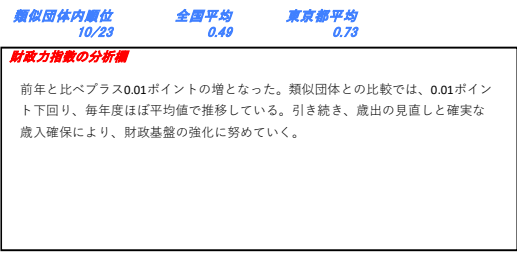 類似団体内順位 全国平均 東京都平均
10/23 0.49 0.73
財政力指数の分析欄
前年と比べプラス0.01ポイントの増となった。類似団体との比較では、0.01ポイン
ト下回り、毎年度ほぼ平均値で推移している。引き続き、歳出の見直しと確実な
歳入確保により、財政基盤の強化に努めていく。